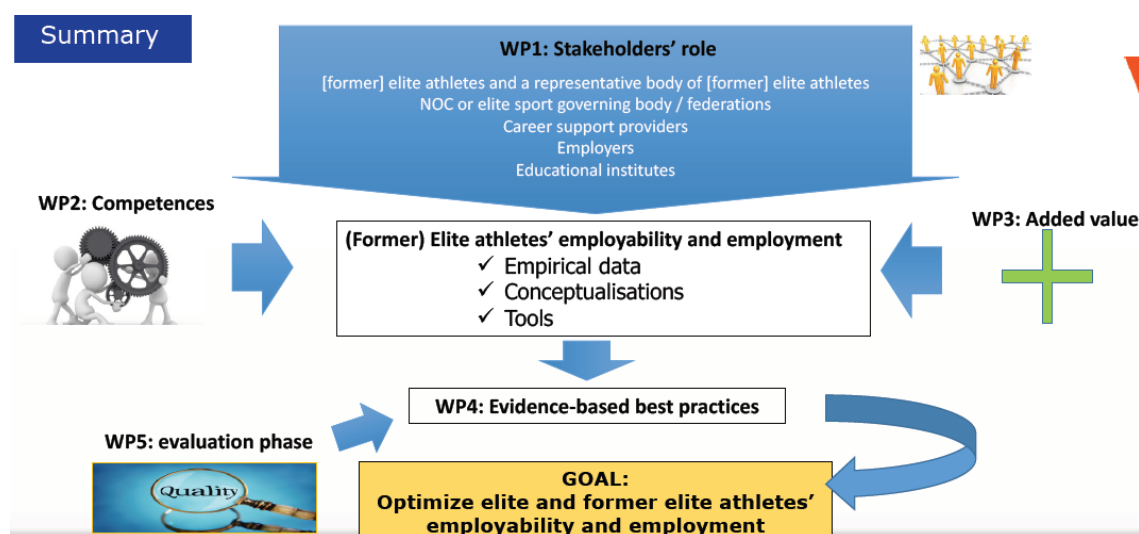 Summary
WP1: Stakeholders’ role
[former] elite athletes and a representative body of [former] elite athletes
NOC or elite sport governing body / federations
Career support providers
Employers
Educational institutes
WP2: Competences
WP3: Added value
(Former) Elite athletes’ employability and employment
✓ Empirical data
✓ Conceptualisations
✓ Tools
WP4: Evidence-based best practices
WP5: evaluation phase
Quality
GOAL:
Optimize elite and former elite athletes’
employability and employment